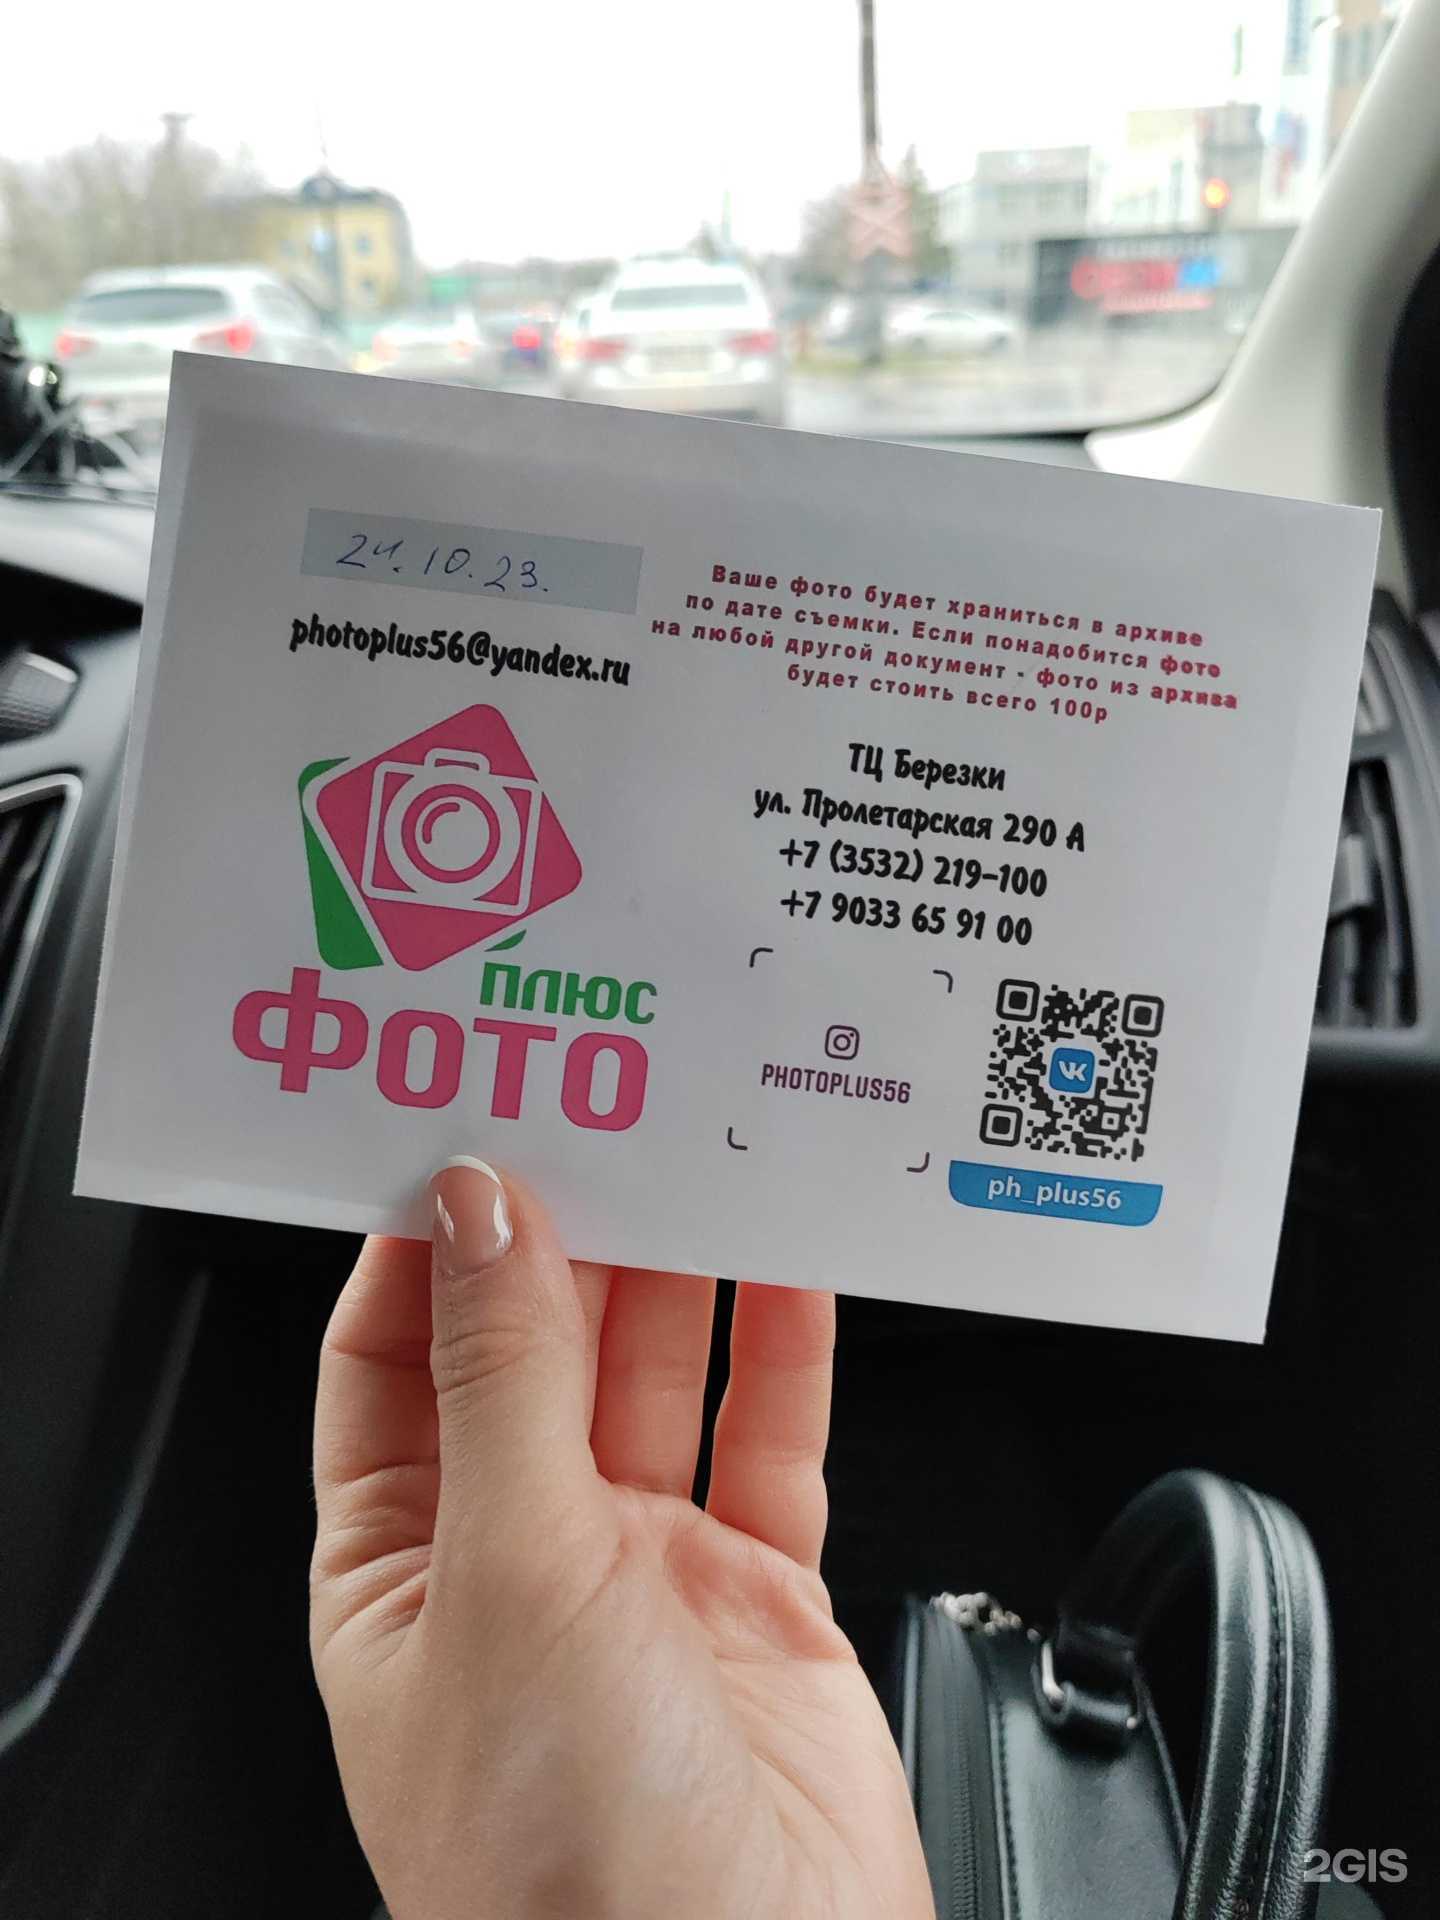 24.10.23.
photoplus56@yandex.ru
Ваше фото будет храниться в архиве
по дате съемки. Если понадобится фото
на любой другой документ - фото из архива
будет стоить всего 100р
ТЦ Березки
ул. Пролетарская 290 А
+7 (3532) 219-100
+7 9033 65 91 00
плюс
ФОТО
PHOTOPLUS56
VK
ph_plus56
2GIS